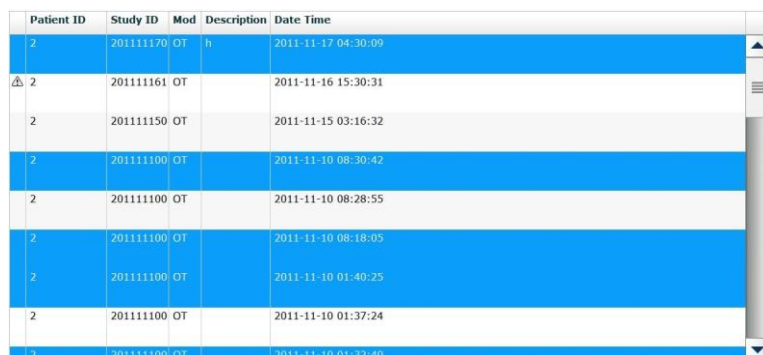 Patient ID Study ID Mod Description Date Time
2 201111170 OT h 2011-11-17 04:30:09
2 201111161 OT 2011-11-16 15:30:31
2 201111150 OT 2011-11-15 03:16:32
2 201111100 OT 2011-11-10 08:30:42
2 201111100 OT 2011-11-10 08:28:55
2 201111100 OT 2011-11-10 08:18:05
2 201111100 OT 2011-11-10 01:40:25
2 201111100 OT 2011-11-10 01:37:24
2 201111100 OT